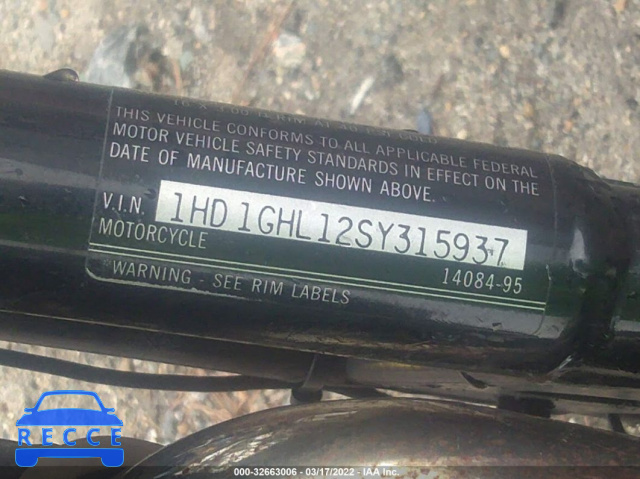 THIS VEHICLE CONFORMS TO ALL APPLICABLE FEDERAL
MOTOR VEHICLE SAFETY STANDARDS IN EFFECT ON THE
DATE OF MANUFACTURE SHOWN ABOVE.
V.I.N. 1HD1GHL12SY315937
MOTORCYCLE 14084-95
WARNING - SEE RIM LABELS
RECCE
000-32663006 - 03/17/2022 - IAA Inc.